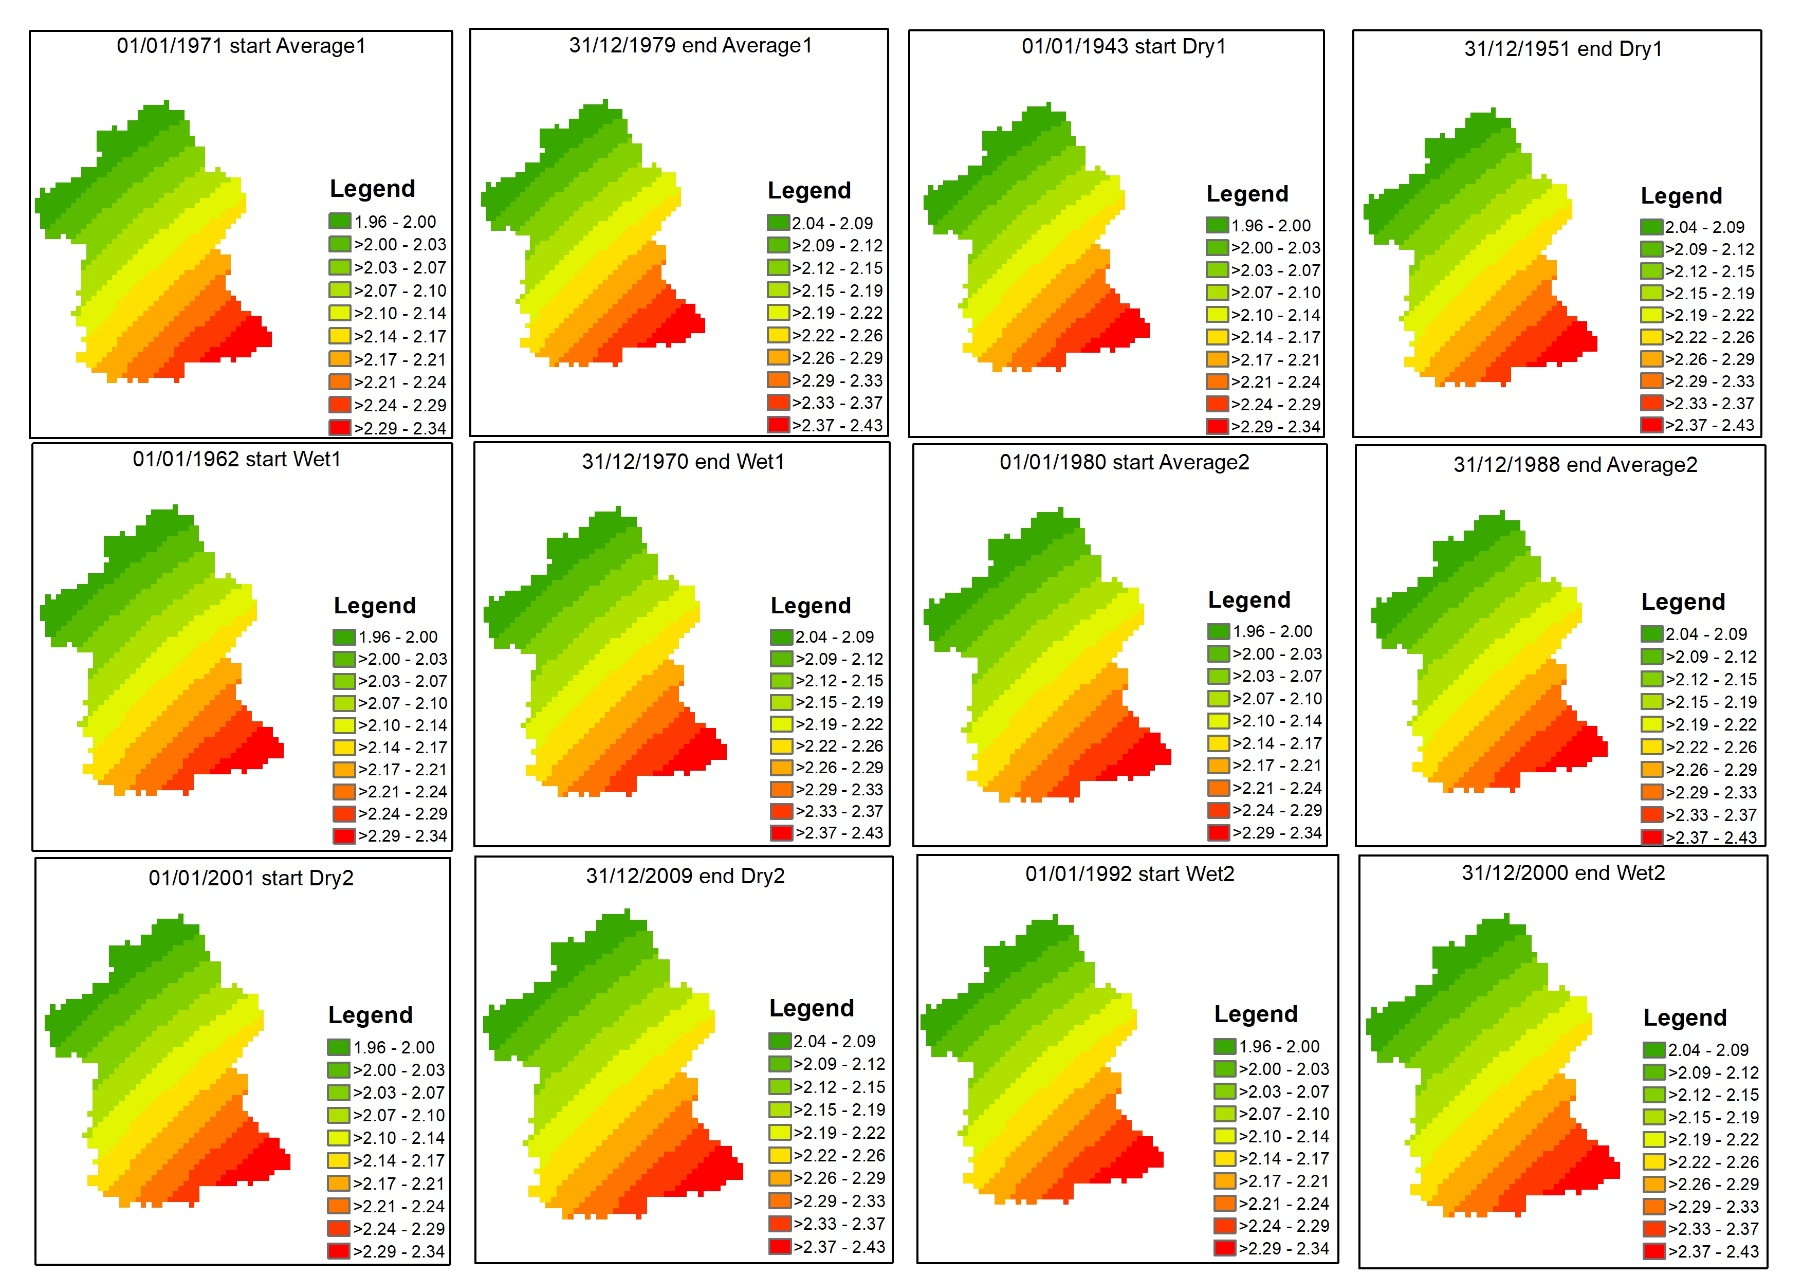 01/01/1971 start Average1
Legend
1.96 - 2.00
>2.00 - 2.03
>2.03 - 2.07
>2.07 - 2.10
>2.10 - 2.14
>2.14 - 2.17
>2.17 - 2.21
>2.21 - 2.24
>2.24 - 2.29
>2.29 - 2.34
31/12/1979 end Average1
Legend
2.04 - 2.09
>2.09 - 2.12
>2.12 - 2.15
>2.15 - 2.19
>2.19 - 2.22
>2.22 - 2.26
>2.26 - 2.29
>2.29 - 2.33
>2.33 - 2.37
>2.37 - 2.43
01/01/1943 start Dry1
Legend
1.96 - 2.00
>2.00 - 2.03
>2.03 - 2.07
>2.07 - 2.10
>2.10 - 2.14
>2.14 - 2.17
>2.17 - 2.21
>2.21 - 2.24
>2.24 - 2.29
>2.29 - 2.34
31/12/1951 end Dry1
Legend
2.04 - 2.09
>2.09 - 2.12
>2.12 - 2.15
>2.15 - 2.19
>2.19 - 2.22
>2.22 - 2.26
>2.26 - 2.29
>2.29 - 2.33
>2.33 - 2.37
>2.37 - 2.43
01/01/1962 start Wet1
Legend
1.96 - 2.00
>2.00 - 2.03
>2.03 - 2.07
>2.07 - 2.10
>2.10 - 2.14
>2.14 - 2.17
>2.17 - 2.21
>2.21 - 2.24
>2.24 - 2.29
>2.29 - 2.34
31/12/1970 end Wet1
Legend
2.04 - 2.09
>2.09 - 2.12
>2.12 - 2.15
>2.15 - 2.19
>2.19 - 2.22
>2.22 - 2.26
>2.26 - 2.29
>2.29 - 2.33
>2.33 - 2.37
>2.37 - 2.43
01/01/1980 start Average2
Legend
1.96 - 2.00
>2.00 - 2.03
>2.03 - 2.07
>2.07 - 2.10
>2.10 - 2.14
>2.14 - 2.17
>2.17 - 2.21
>2.21 - 2.24
>2.24 - 2.29
>2.29 - 2.34
31/12/1988 end Average2
Legend
2.04 - 2.09
>2.09 - 2.12
>2.12 - 2.15
>2.15 - 2.19
>2.19 - 2.22
>2.22 - 2.26
>2.26 - 2.29
>2.29 - 2.33
>2.33 - 2.37
>2.37 - 2.43
01/01/2001 start Dry2
Legend
1.96 - 2.00
>2.00 - 2.03
>2.03 - 2.07
>2.07 - 2.10
>2.10 - 2.14
>2.14 - 2.17
>2.17 - 2.21
>2.21 - 2.24
>2.24 - 2.29
>2.29 - 2.34
31/12/2009 end Dry2
Legend
2.04 - 2.09
>2.09 - 2.12
>2.12 - 2.15
>2.15 - 2.19
>2.19 - 2.22
>2.22 - 2.26
>2.26 - 2.29
>2.29 - 2.33
>2.33 - 2.37
>2.37 - 2.43
01/01/1992 start Wet2
Legend
1.96 - 2.00
>2.00 - 2.03
>2.03 - 2.07
>2.07 - 2.10
>2.10 - 2.14
>2.14 - 2.17
>2.17 - 2.21
>2.21 - 2.24
>2.24 - 2.29
>2.29 - 2.34
31/12/2000 end Wet2
Legend
2.04 - 2.09
>2.09 - 2.12
>2.12 - 2.15
>2.15 - 2.19
>2.19 - 2.22
>2.22 - 2.26
>2.26 - 2.29
>2.29 - 2.33
>2.33 - 2.37
>2.37 - 2.43